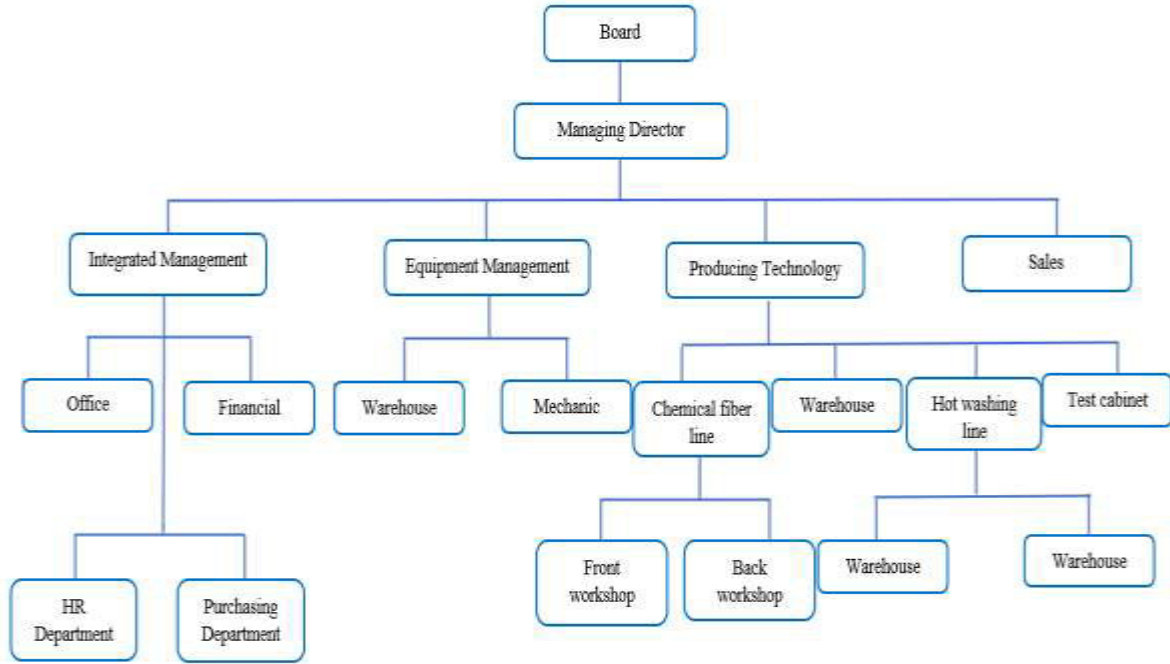 Board
Managing Director
Integrated Management
Equipment Management
Producing Technology
Sales
Office
Financial
Warehouse
Mechanic
Chemical fiber
line
Warehouse
Hot washing
line
Test cabinet
Front
workshop
Back
workshop
Warehouse
Warehouse
HR
Department
Purchasing
Department